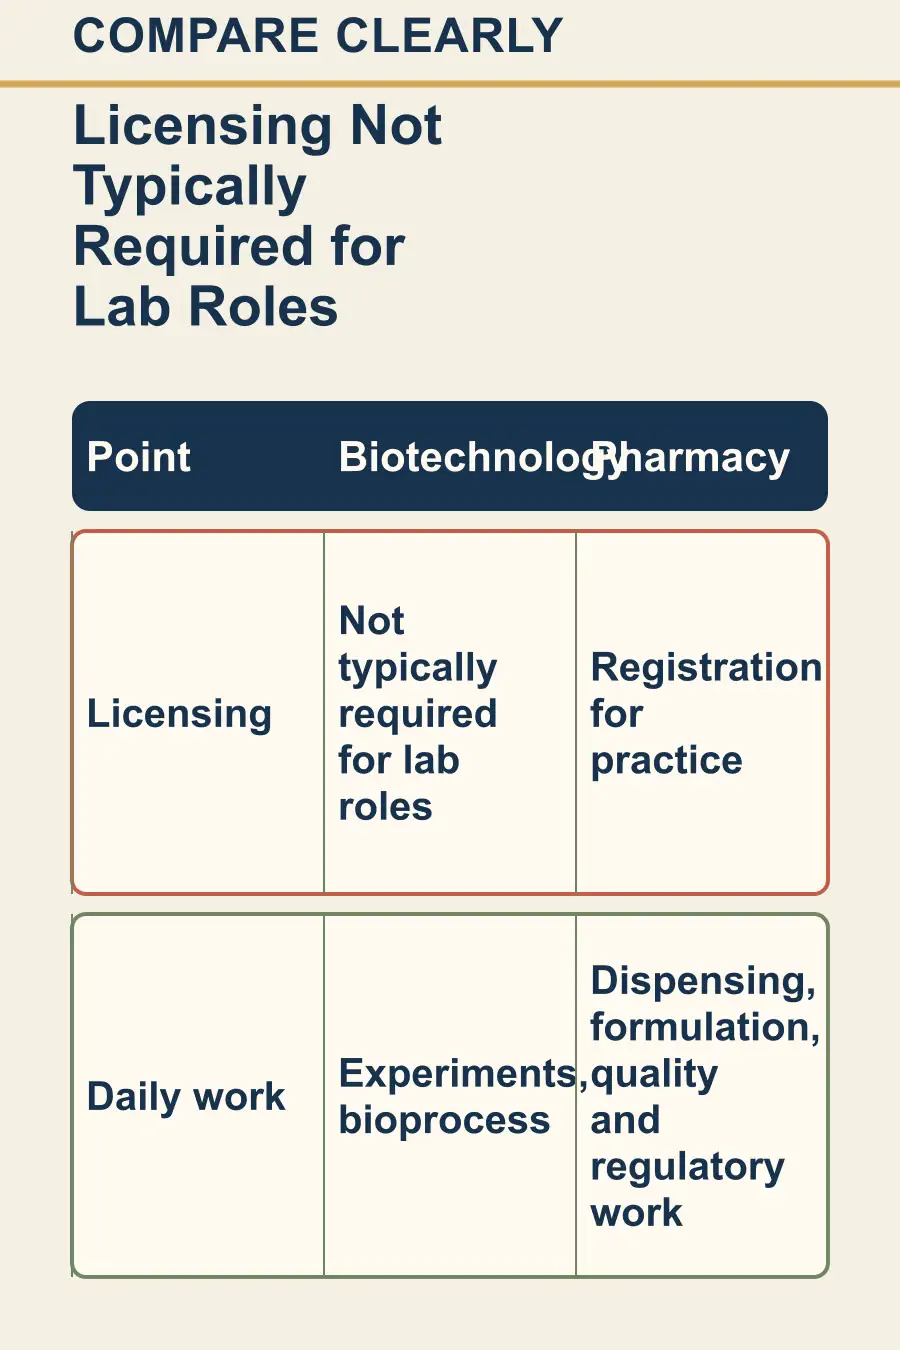 COMPARE CLEARLY
Licensing Not
Typically
Required for
Lab Roles
Point
Biotechnology
Pharmacy
Licensing
Not
typically
required
for lab
roles
Registration
for
practice
Daily work
Experiments,
bioprocess
Dispensing,
formulation,
quality
and
regulatory
work